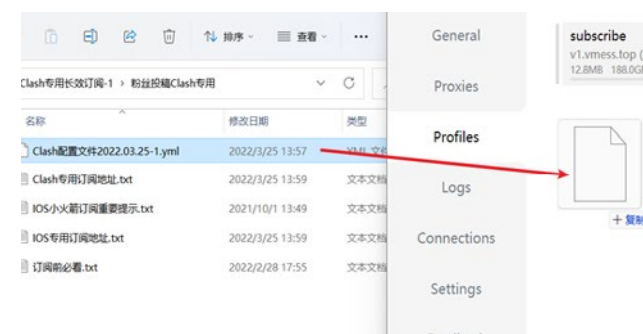 排序
查看
Clash专用长效订阅-1 > 粉丝投稿Clash专用
名称
修改日期
类型
Clash配置文件2022.03.25-1.yml
2022/3/25 13:57
YML 文件
Clash专用订阅地址.txt
2022/3/25 13:59
文本文档
IOS小火箭订阅重要提示.txt
2021/10/1 13:49
文本文档
IOS专用订阅地址.txt
2022/3/25 13:59
文本文档
订阅前必看.txt
2022/2/28 17:55
文本文档
General
Proxies
Profiles
Logs
Connections
Settings
subscribe
v1.vmess.top (
12.8MB 188.0GB
+ 复制